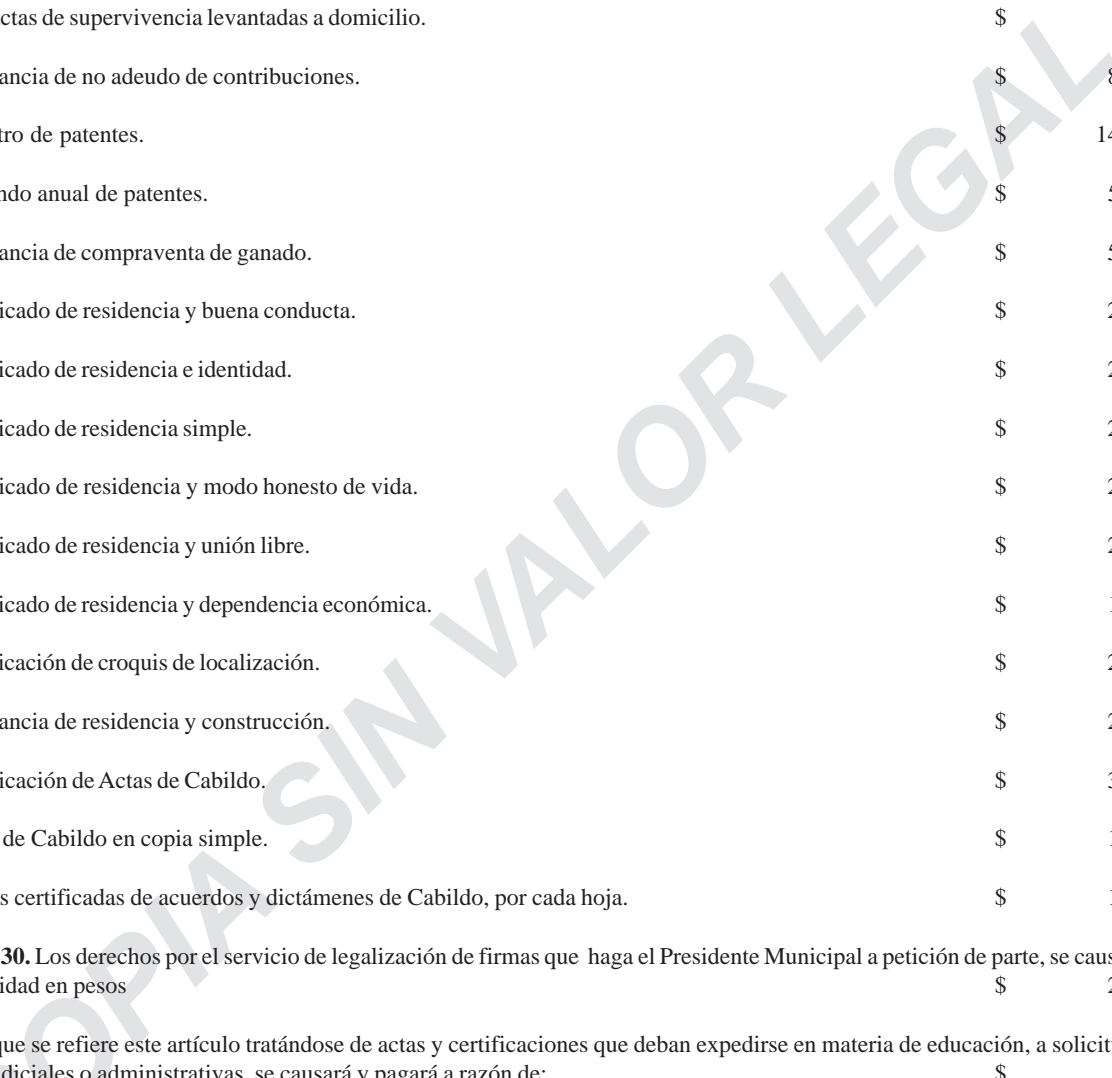 ctas de supervivencia levantadas a domicilio. $
ancia de no adeudo de contribuciones. $ 8
tro de patentes. $ 14
ndo anual de patentes. $ 5
ancia de compraventa de ganado. $ 5
icado de residencia y buena conducta. $ 2
icado de residencia e identidad. $ 2
icado de residencia simple. $ 2
icado de residencia y modo honesto de vida. $ 2
icado de residencia y unión libre. $ 2
icado de residencia y dependencia económica. $ 1
icación de croquis de localización. $ 2
ancia de residencia y construcción. $ 2
icación de Actas de Cabildo. $ 3
de Cabildo en copia simple. $ 1
s certificadas de acuerdos y dictámenes de Cabildo, por cada hoja. $ 1
30. Los derechos por el servicio de legalización de firmas que haga el Presidente Municipal a petición de parte, se caus
idad en pesos $ 2
que se refiere este artículo tratándose de actas y certificaciones que deban expedirse en materia de educación, a solicit
diciales o administrativas, se causará y pagará a razón de: $
OPIA SIN VALOR LEGAL